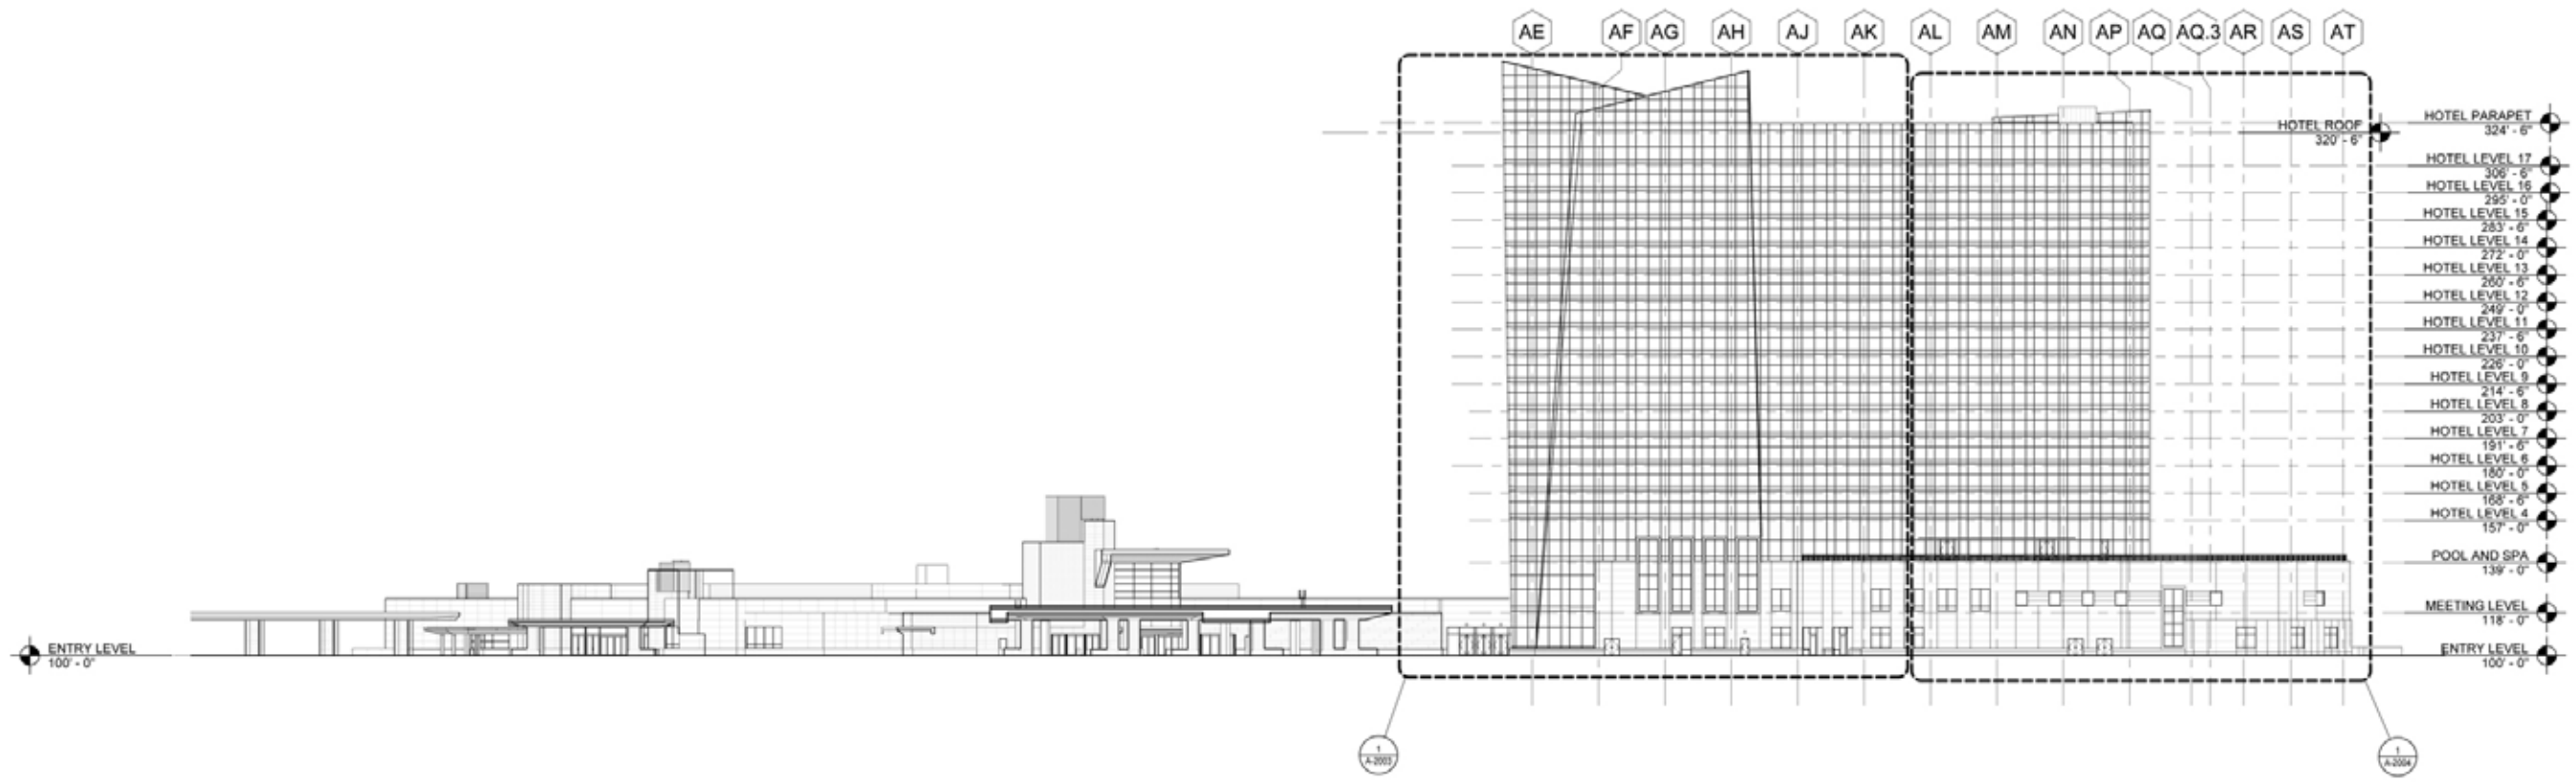 AE AF AG AH AJ AK AL AM AN AP AQ AQ.3 AR AS AT
HOTEL PARAPET
324' - 6"
HOTEL ROOF
320' - 6"
HOTEL LEVEL 17
306' - 6"
HOTEL LEVEL 16
295' - 0"
HOTEL LEVEL 15
283' - 6"
HOTEL LEVEL 14
272' - 0"
HOTEL LEVEL 13
260' - 6"
HOTEL LEVEL 12
249' - 0"
HOTEL LEVEL 11
237' - 6"
HOTEL LEVEL 10
226' - 0"
HOTEL LEVEL 9
214' - 6"
HOTEL LEVEL 8
203' - 0"
HOTEL LEVEL 7
191' - 6"
HOTEL LEVEL 6
180' - 0"
HOTEL LEVEL 5
168' - 6"
HOTEL LEVEL 4
157' - 0"
POOL AND SPA
139' - 0"
MEETING LEVEL
118' - 0"
ENTRY LEVEL
100' - 0"
ENTRY LEVEL
100' - 0"
1
A-2003
1
A-2004